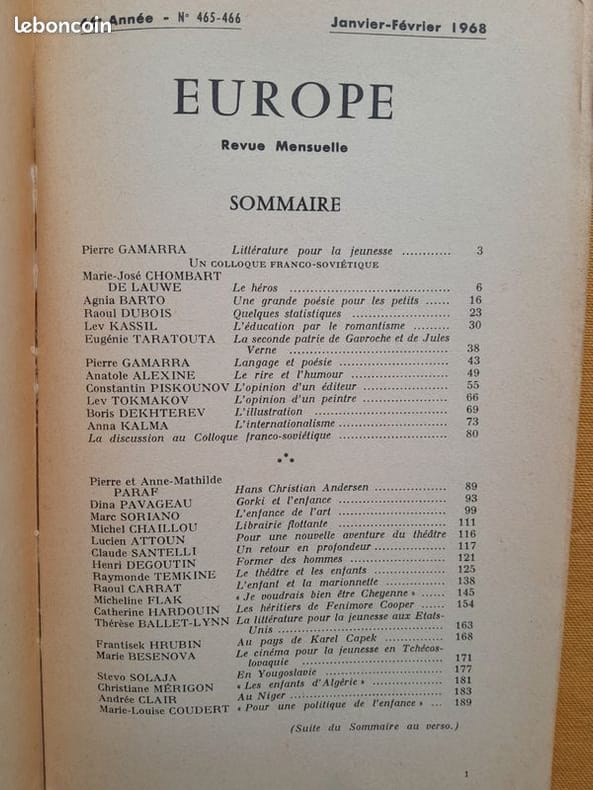 leboncoin
Année - N° 465-466
Janvier-Février 1968
EUROPE
Revue Mensuelle
SOMMAIRE
Pierre GAMARRA Littérature pour la jeunesse ............ 3
UN COLLOQUE FRANCO-SOVIÉTIQUE
Marie-José CHOMBART
DE LAUWE Le héros .................................... 6
Agnia BARTO Une grande poésie pour les petits ...... 16
Raoul DUBOIS Quelques statistiques ...................... 23
Lev KASSIL L'éducation par le romantisme .......... 30
Eugénie TARATOUTA La seconde patrie de Gavroche et de Jules
Verne .................................... 38
Pierre GAMARRA Langage et poésie .......................... 43
Anatole ALEXINE Le rire et l'humour ...................... 49
Constantin PISKOUNOV L'opinion d'un éditeur .................. 55
Lev TOKMAKOV L'opinion d'un peintre .................. 66
Boris DEKHTEREV L'illustration .............................. 69
Anna KALMA L'internationalisme ........................ 73
La discussion au Colloque franco-soviétique .................... 80
Pierre et Anne-Mathilde
PARAF Hans Christian Andersen .................. 89
Dina PAVAGEAU Gorki et l'enfance .......................... 93
Marc SORIANO L'enfance de l'art .......................... 99
Michel CHAILLOU Librairie flottante ........................ 111
Lucien ATTOUN Pour une nouvelle aventure du théâtre 116
Claude SANTELLI Un retour en profondeur ................ 117
Henri DEGOUTIN Former des hommes ...................... 121
Raymonde TEMKINE Le théâtre et les enfants .................. 125
Raoul CARRAT L'enfant et la marionnette .............. 138
Micheline FLAK « Je voudrais bien être Cheyenne » ...... 145
Catherine HARDOUIN Les héritiers de Fenimore Cooper ...... 154
Thérèse BALLET-LYNN La littérature pour la jeunesse aux Etats-
Unis ...................................... 163
Frantisek HRUBIN Au pays de Karel Capek .............. 168
Marie BESENOVA Le cinéma pour la jeunesse en Tchécos-
lovaquie .................................. 171
Stevo SOLAJA En Yougoslavie ............................ 177
Christiane MÉRIGON « Les enfants d'Algérie » .................. 181
Andrée CLAIR Au Niger .................................... 183
Marie-Louise COUDERT « Pour une politique de l'enfance » ... 189
(Suite du Sommaire au verso.)
1